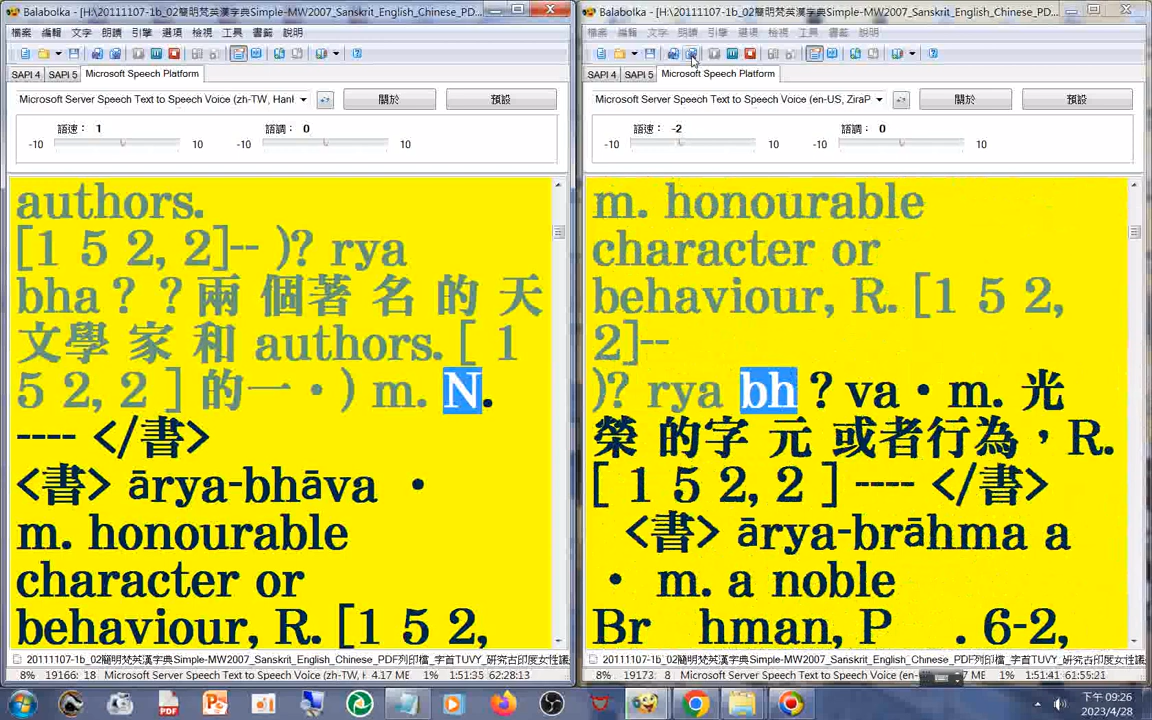 Balabolka - [H:\20111107-1b_02簡明梵英漢字典Simple-MW2007_Sanskrit_English_Chinese_PD...
檔案 編輯 文字 朗讀 引擎 選項 檢視 工具 書籤 說明
SAPI 4 SAPI 5 Microsoft Speech Platform
Microsoft Server Speech Text to Speech Voice (zh-TW, HanH 關於 預設
語速： 1 語調： 0
-10 10 -10 10
authors.
[1 5 2, 2]-- )? rya
bha？？兩 個著 名 的 天
文學 家 和 authors. [ 1
5 2, 2 ] 的一‧) m. N.
---- </書>
<書> ārya-bhāva ‧
m. honourable
character or
behaviour, R. [1 5 2,
20111107-1b_02簡明梵英漢字典Simple-MW2007_Sanskrit_English_Chinese_PDF列印檔_字首TUVY_研究古印度女性議
8% 19166: 18 Microsoft Server Speech Text to Speech Voice (zh-TW, H 4.17 ME 1% 1:51:35 62:28:13
Balabolka - [H:\20111107-1b_02簡明梵英漢字典Simple-MW2007_Sanskrit_English_Chinese_PD...
檔案 編輯 文字 朗讀 引擎 選項 檢視 工具 書籤 說明
SAPI 4 SAPI 5 Microsoft Speech Platform
Microsoft Server Speech Text to Speech Voice (en-US, ZiraP 關於 預設
語速： -2 語調： 0
-10 10 -10 10
m. honourable
character or
behaviour, R. [1 5 2,
2]--
)? rya bh ? va‧m. 光
榮 的字 元 或者行為，R.
[ 1 5 2, 2 ] ---- </書>
<書> ārya-brāhma a
‧ m. a noble
Br hman, P . 6-2,
20111107-1b_02簡明梵英漢字典Simple-MW2007_Sanskrit_English_Chinese_PDF列印檔_字首TUVY_研究古印度女性議
8% 19173: 8 Microsoft Server Speech Text to Speech Voice (en-U 1% 1:51:41 61:55:21
下午 09:26
2023/4/28